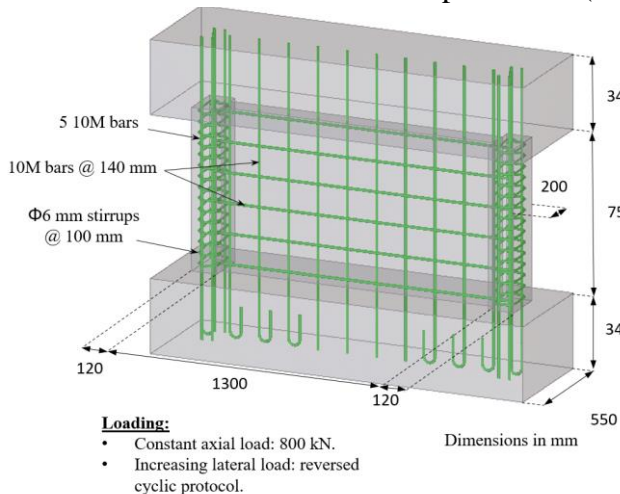 5 10M bars
10M bars @ 140 mm
Φ6 mm stirrups
@ 100 mm
200
120
1300
120
550
Loading:
Dimensions in mm
• Constant axial load: 800 kN.
• Increasing lateral load: reversed
cyclic protocol.